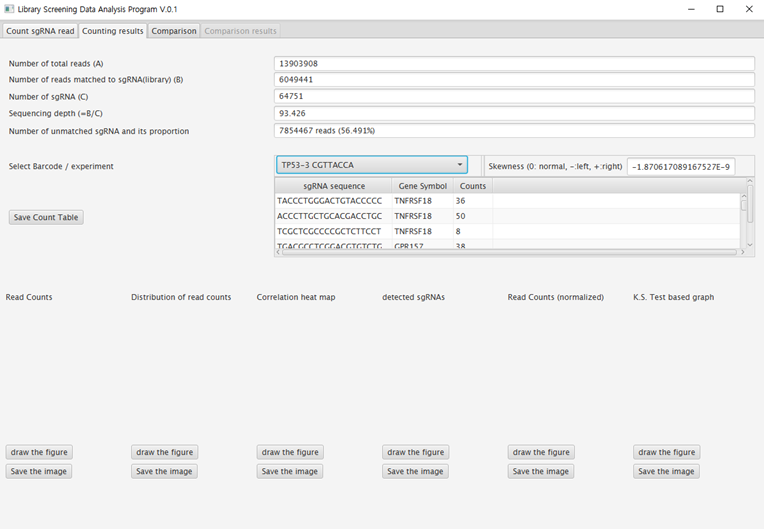 Library Screening Data Analysis Program V.0.1
Count sgRNA read Counting results Comparison Comparison results
Number of total reads (A) 13903908
Number of reads matched to sgRNA(library) (B) 6049441
Number of sgRNA (C) 64751
Sequencing depth (=B/C) 93.426
Number of unmatched sgRNA and its proportion 7854467 reads (56.491%)
Select Barcode / experiment TP53-3 CGTTACCA Skewness (0: normal, -:left, +:right) -1.870617089167527E-9
sgRNA sequence Gene Symbol Counts
TACCCTGGGACTGTACCCCC TNFRSF18 36
ACCCTTGCTGCACGACCTGC TNFRSF18 50
Save Count Table
TCGCTCGCCCCGCTCTTCCT TNFRSF18 8
TGACGCCTCGGACGTGTCTG GPR157 38
Read Counts Distribution of read counts Correlation heat map detected sgRNAs Read Counts (normalized) K.S. Test based graph
draw the figure draw the figure draw the figure draw the figure draw the figure draw the figure
Save the image Save the image Save the image Save the image Save the image Save the image